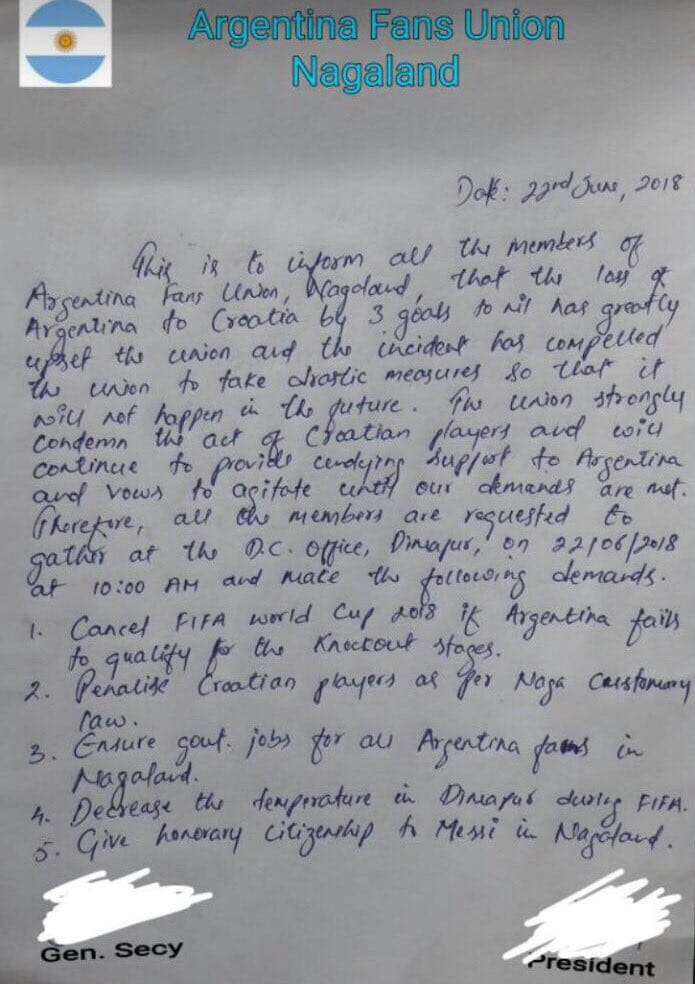 Argentina Fans Union
Nagaland
Date: 22nd June, 2018
This is to inform all the members of
Argentina Fans Union, Nagaland, that the loss of
Argentina to Croatia by 3 goals to nil has greatly
upset the union and the incident has compelled
the union to take drastic measures so that it
will not happen in the future. The union strongly
condemn the act of Croatian players and will
continue to provide undying support to Argentina
and vows to agitate until our demands are met.
Therefore, all the members are requested to
gather at the D.C. Office, Dimapur, on 22/06/2018
at 10:00 AM and make the following demands.
1. Cancel FIFA world Cup 2018 if Argentina fails
to qualify for the Knockout stages.
2. Penalise Croatian players as per Naga Customary
law.
3. Ensure govt. jobs for all Argentina fans in
Nagaland.
4. Decrease the temperature in Dimapur during FIFA.
5. Give honorary citizenship to Messi in Nagaland.
Gen. Secy
President